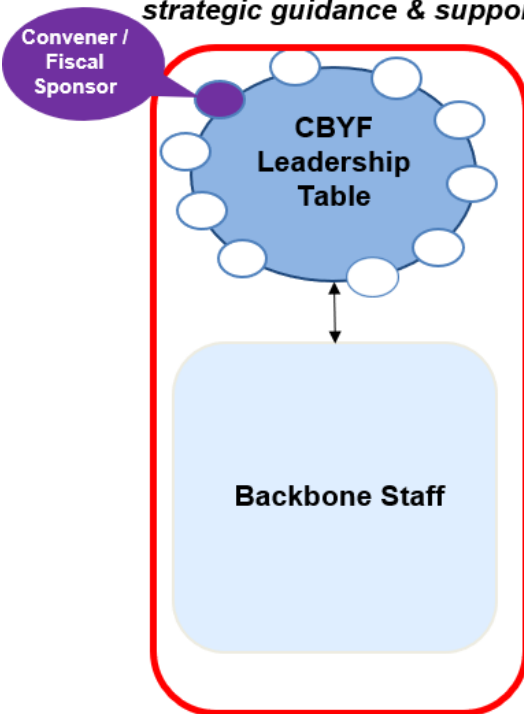 strategic guidance & suppor
Convener /
Fiscal
Sponsor
CBYF
Leadership
Table
Backbone Staff